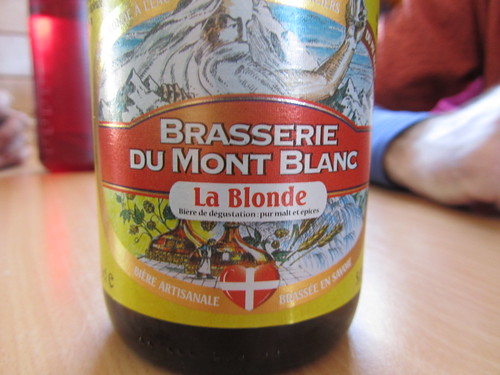 BRASSERIE
DU MONT BLANC
La Blonde
Bière de dégustation : pur malt et épices
BIÈRE ARTISANALE
BRASSÉE EN SAVOIE